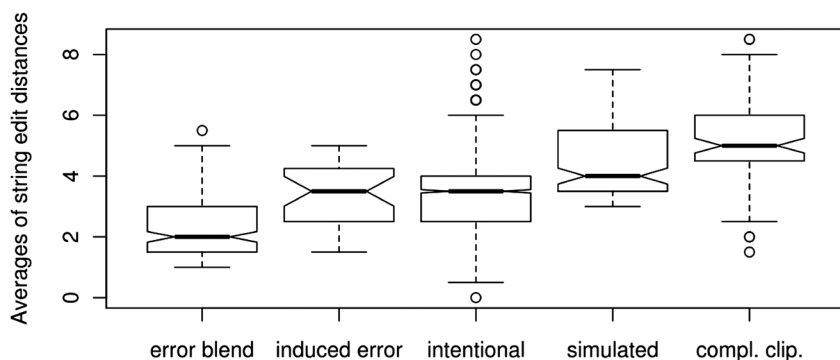 Averages of string edit distances
8
6
4
2
0
error blend induced error intentional simulated compl. clip.